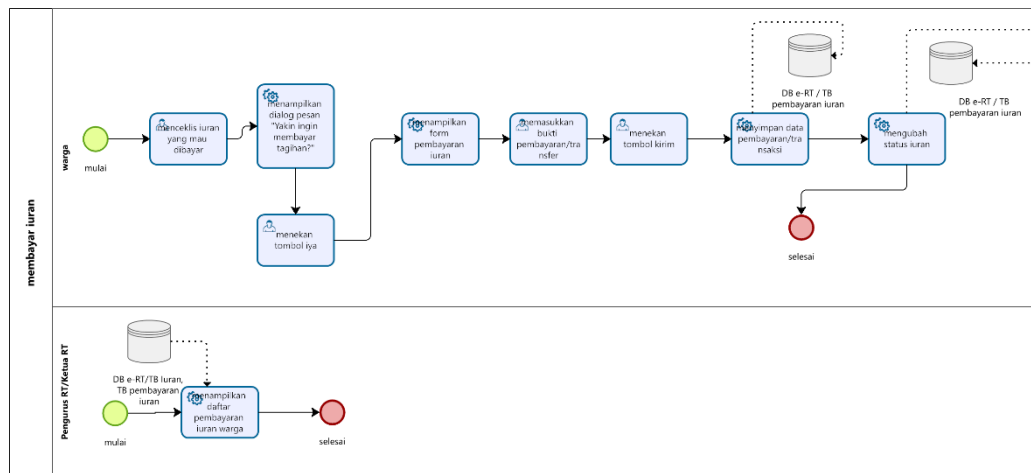 membayar iuran
warga
mulai
menceklis iuran
yang mau
dibayar
menampilkan
dialog pesan
"Yakin ingin
membayar
tagihan?"
menekan
tombol iya
menampilkan
form
pembayaran
iuran
memasukkan
bukti
pembayaran/tra
nsfer
menekan
tombol kirim
menyimpan data
pembayaran/tra
nsaksi
DB e-RT / TB
pembayaran iuran
mengubah
status iuran
DB e-RT / TB
pembayaran iuran
selesai
Pengurus RT/Ketua RT
DB e-RT/TB Iuran,
TB pembayaran
iuran
mulai
menampilkan
daftar
pembayaran
iuran warga
selesai